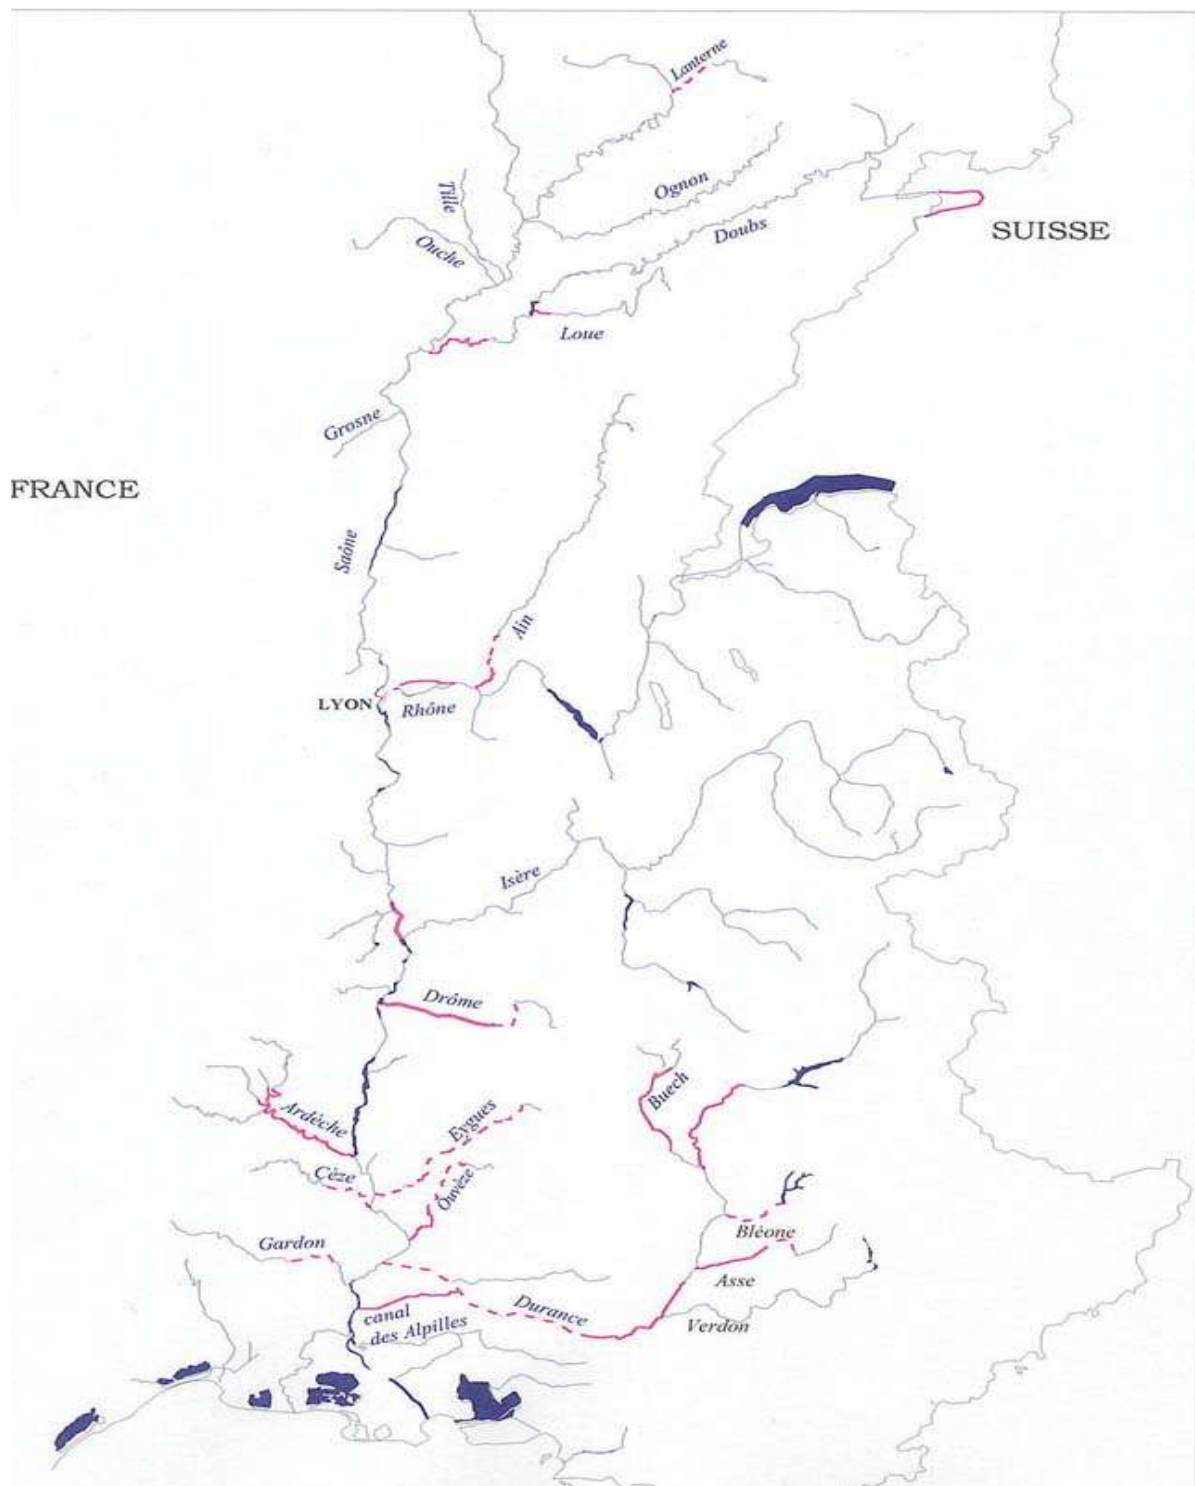 Lanterne
Tille
Ognon
Ouche
Doubs
SUISSE
Loue
Grosne
FRANCE
Saône
Ain
LYON
Rhône
Isère
Drôme
Buech
Ardèche
Eygues
Cèze
Ouvèze
Gardon
Bléone
Asse
Durance
canal
des Alpilles
Verdon